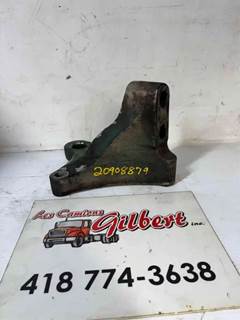 20908879
Les Camions
Gilbert inc.
418 774-3638